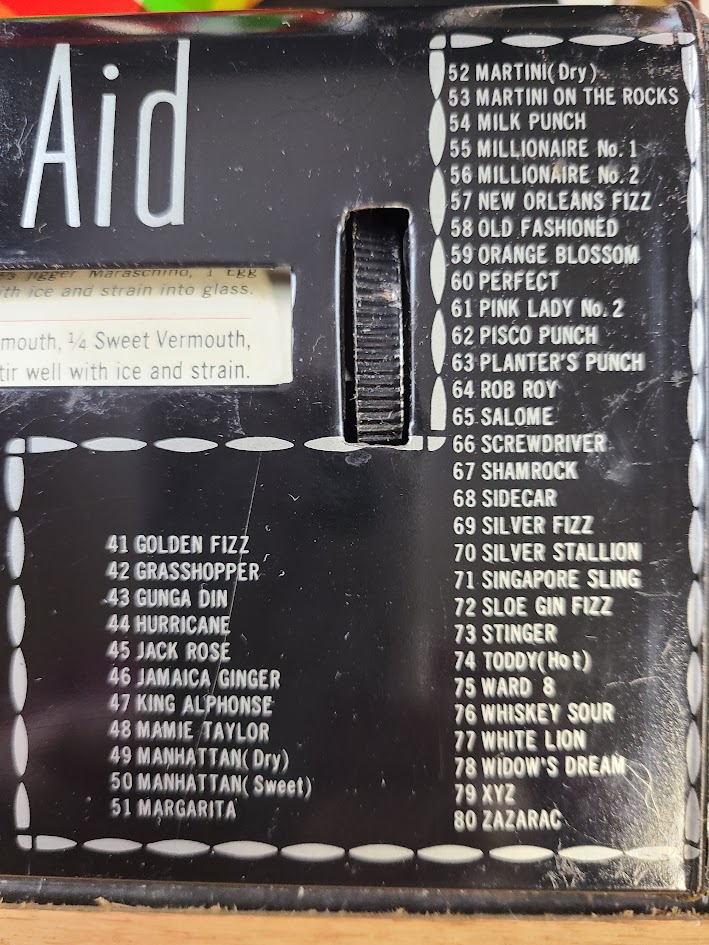 Aid
Jigger Maraschino, 1 Egg
ith ice and strain into glass.
mouth, ¼ Sweet Vermouth,
tir well with ice and strain.
41 GOLDEN FIZZ
42 GRASSHOPPER
43 GUNGA DIN
44 HURRICANE
45 JACK ROSE
46 JAMAICA GINGER
47 KING ALPHONSE
48 MAMIE TAYLOR
49 MANHATTAN(Dry)
50 MANHATTAN(Sweet)
51 MARGARITA
52 MARTINI(Dry)
53 MARTINI ON THE ROCKS
54 MILK PUNCH
55 MILLIONAIRE No. 1
56 MILLIONAIRE No. 2
57 NEW ORLEANS FIZZ
58 OLD FASHIONED
59 ORANGE BLOSSOM
60 PERFECT
61 PINK LADY No. 2
62 PISCO PUNCH
63 PLANTER'S PUNCH
64 ROB ROY
65 SALOME
66 SCREWDRIVER
67 SHAMROCK
68 SIDECAR
69 SILVER FIZZ
70 SILVER STALLION
71 SINGAPORE SLING
72 SLOE GIN FIZZ
73 STINGER
74 TODDY(Hot)
75 WARD 8
76 WHISKEY SOUR
77 WHITE LION
78 WIDOW'S DREAM
79 XYZ
80 ZAZARAC